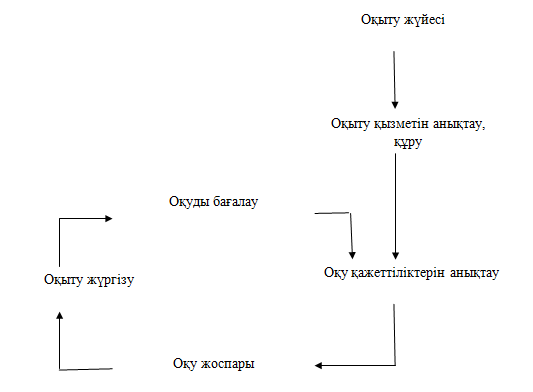 Оқыту жүйесі
Оқыту қызметін анықтау,
құру
Оқуды бағалау
Оқу қажеттіліктерін анықтау
Оқыту жүргізу
Оқу жоспары